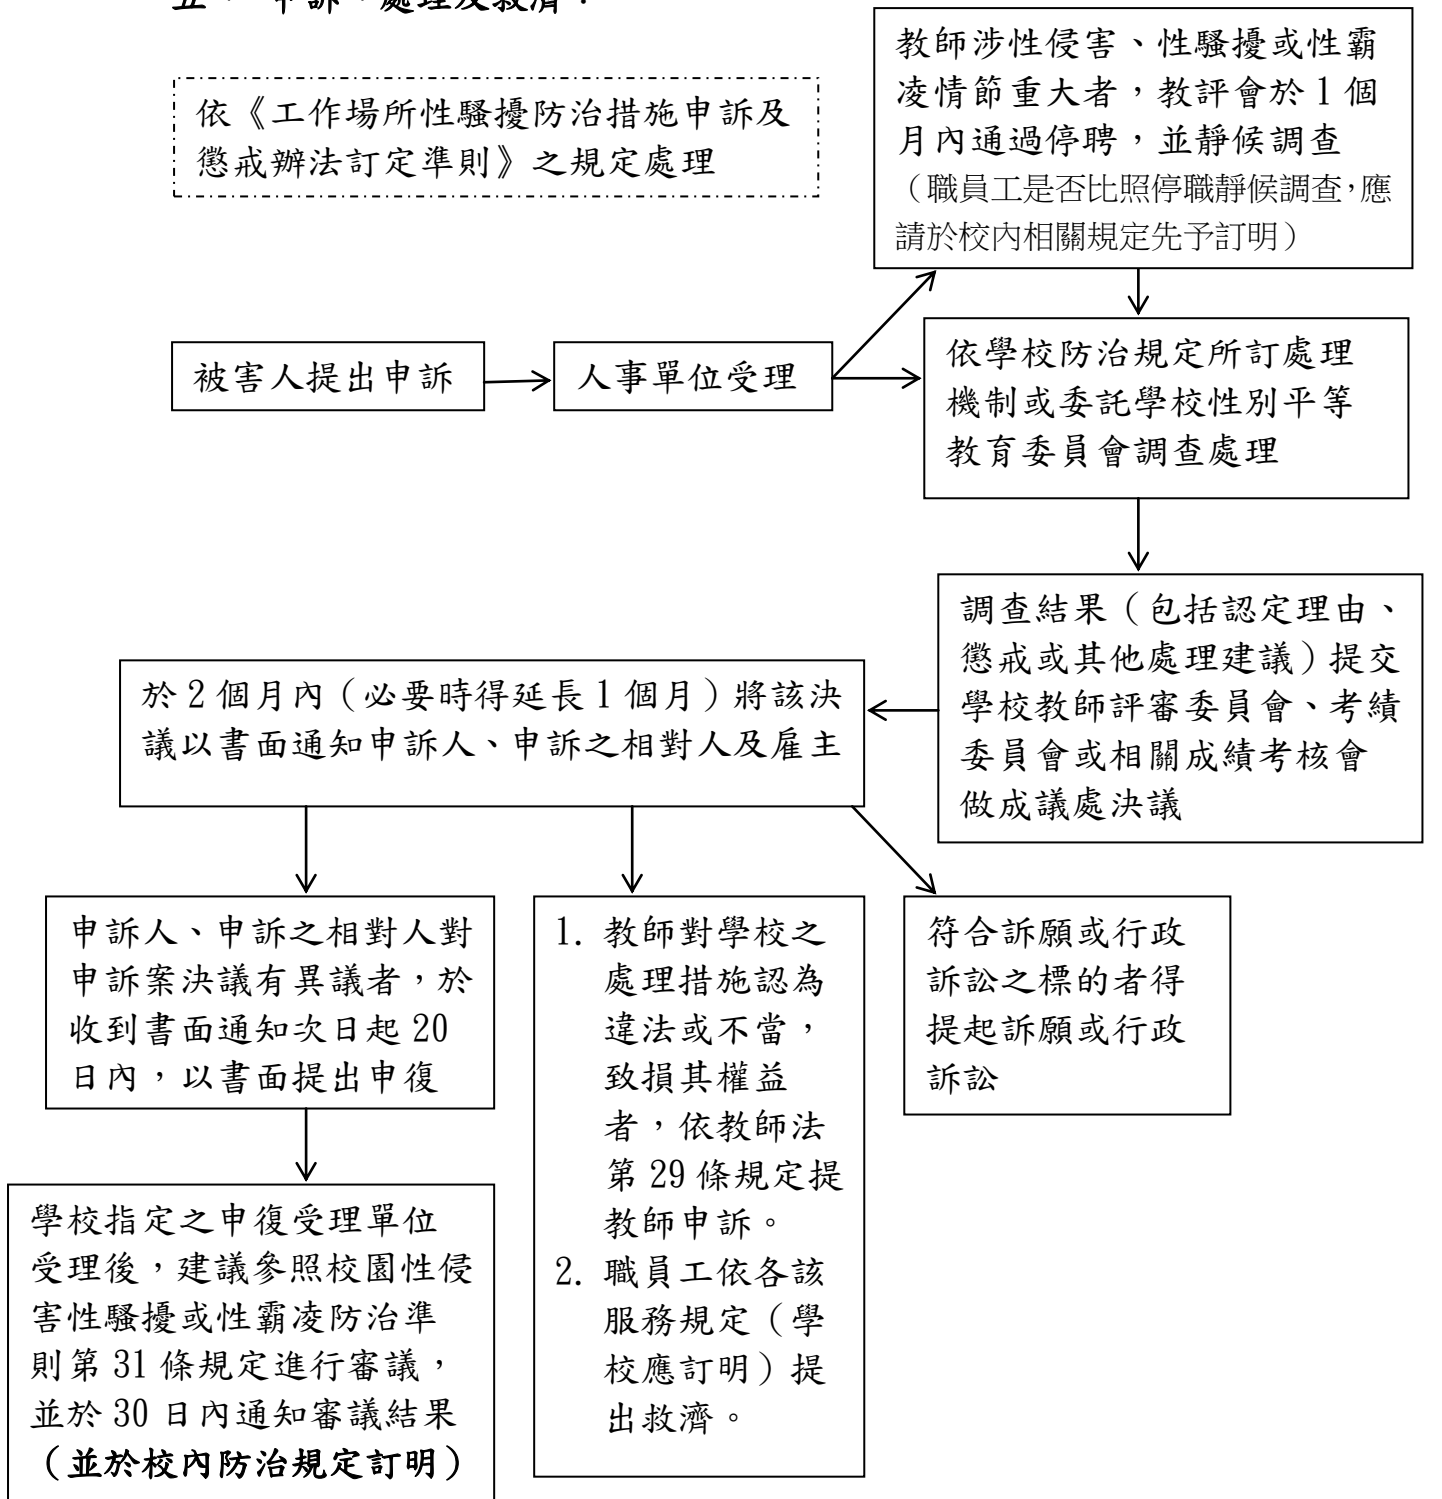 五、 申訴、處理及救濟：
依《工作場所性騷擾防治措施申訴及
懲戒辦法訂定準則》之規定處理
教師涉性侵害、性騷擾或性霸
凌情節重大者，教評會於1個
月內通過停聘，並靜候調查
（職員工是否比照停職靜候調查，應
請於校內相關規定先予訂明）
被害人提出申訴
人事單位受理
依學校防治規定所訂處理
機制或委託學校性別平等
教育委員會調查處理
調查結果（包括認定理由、
懲戒或其他處理建議）提交
學校教師評審委員會、考績
委員會或相關成績考核會
做成議處決議
於2個月內（必要時得延長1個月）將該決
議以書面通知申訴人、申訴之相對人及雇主
申訴人、申訴之相對人對
申訴案決議有異議者，於
收到書面通知次日起20
日內，以書面提出申復
學校指定之申復受理單位
受理後，建議參照校園性侵
害性騷擾或性霸凌防治準
則第31條規定進行審議，
並於30日內通知審議結果
（並於校內防治規定訂明）
1. 教師對學校之
處理措施認為
違法或不當，
致損其權益
者，依教師法
第29條規定提
教師申訴。
2. 職員工依各該
服務規定（學
校應訂明）提
出救濟。
符合訴願或行政
訴訟之標的者得
提起訴願或行政
訴訟